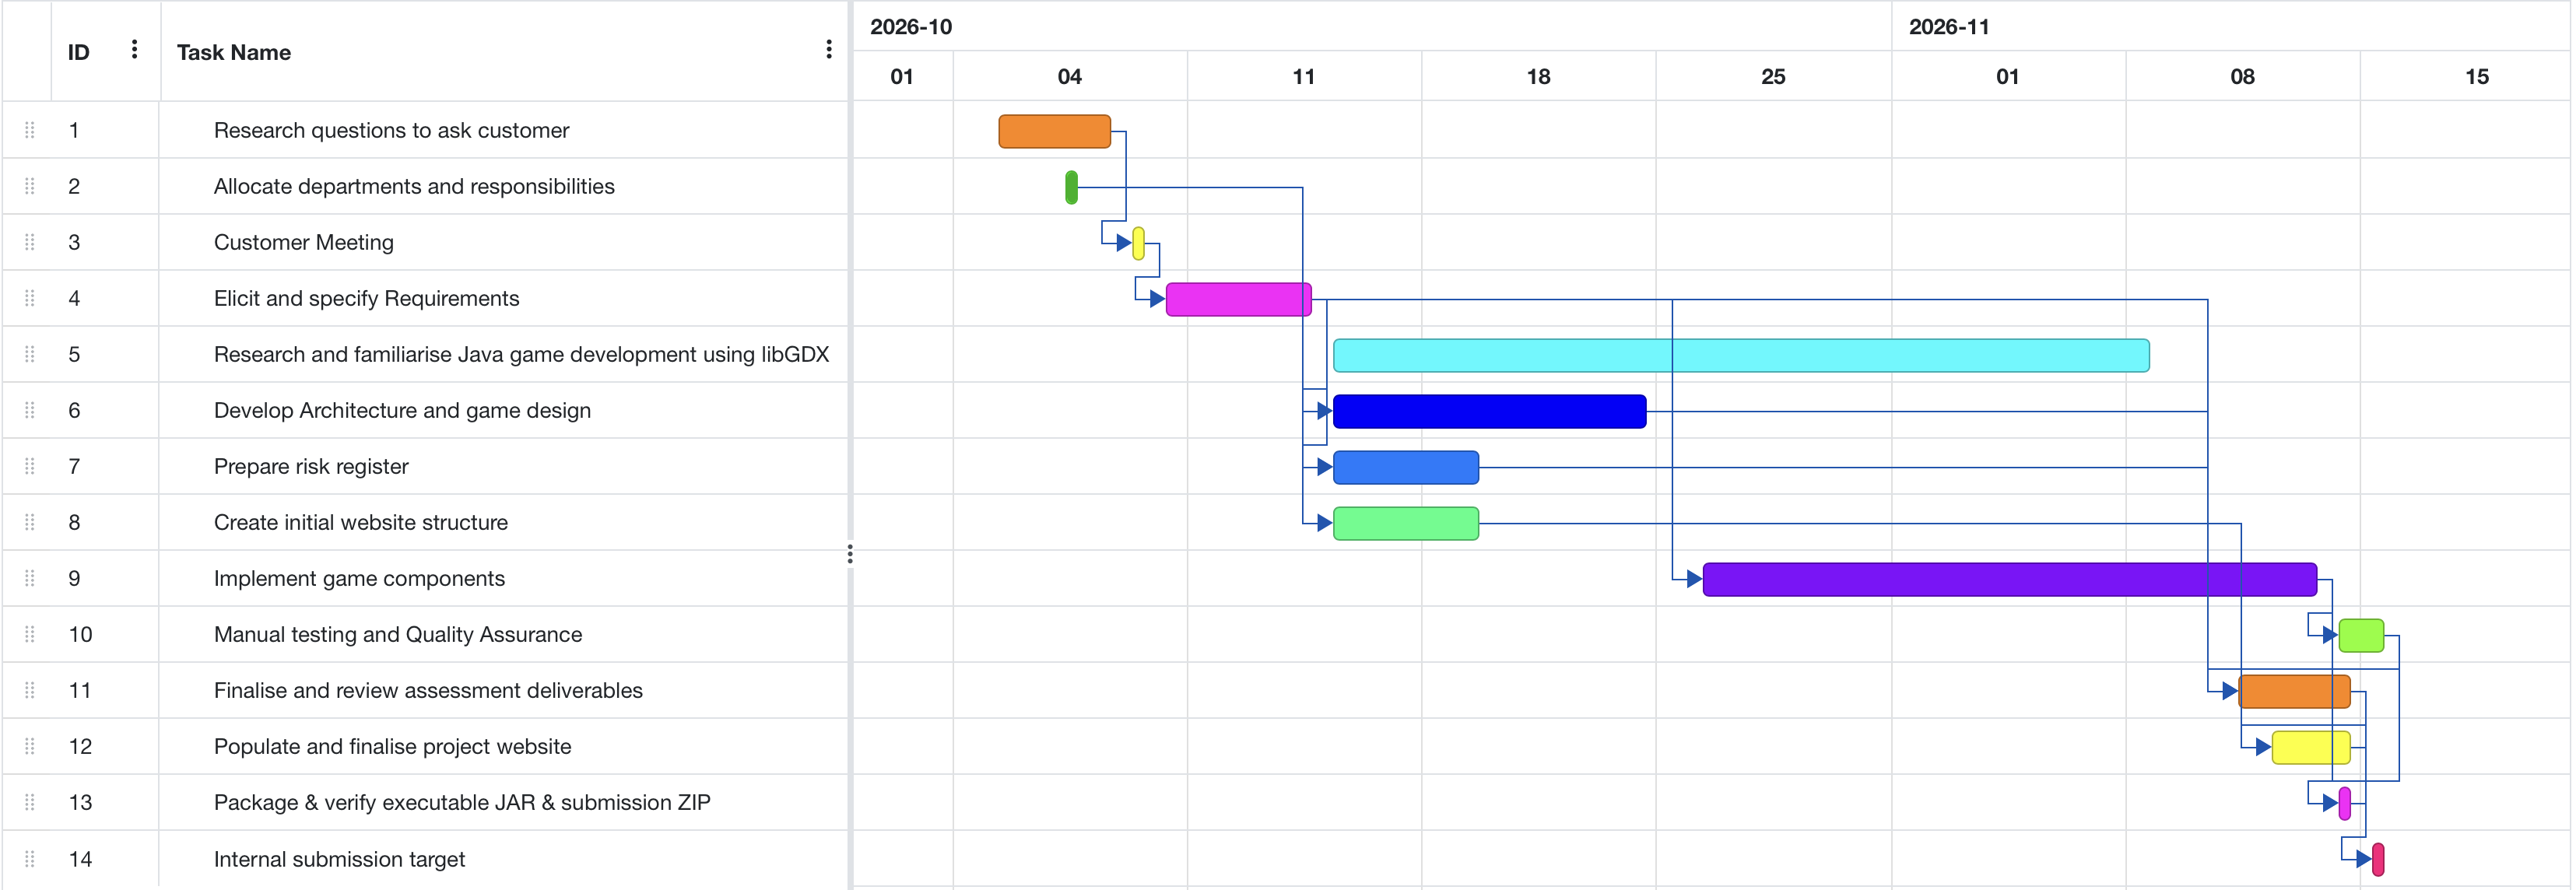 ID Task Name 2026-10 2026-11
01 04 11 18 25 01 08 15
1 Research questions to ask customer
2 Allocate departments and responsibilities
3 Customer Meeting
4 Elicit and specify Requirements
5 Research and familiarise Java game development using libGDX
6 Develop Architecture and game design
7 Prepare risk register
8 Create initial website structure
9 Implement game components
10 Manual testing and Quality Assurance
11 Finalise and review assessment deliverables
12 Populate and finalise project website
13 Package & verify executable JAR & submission ZIP
14 Internal submission target